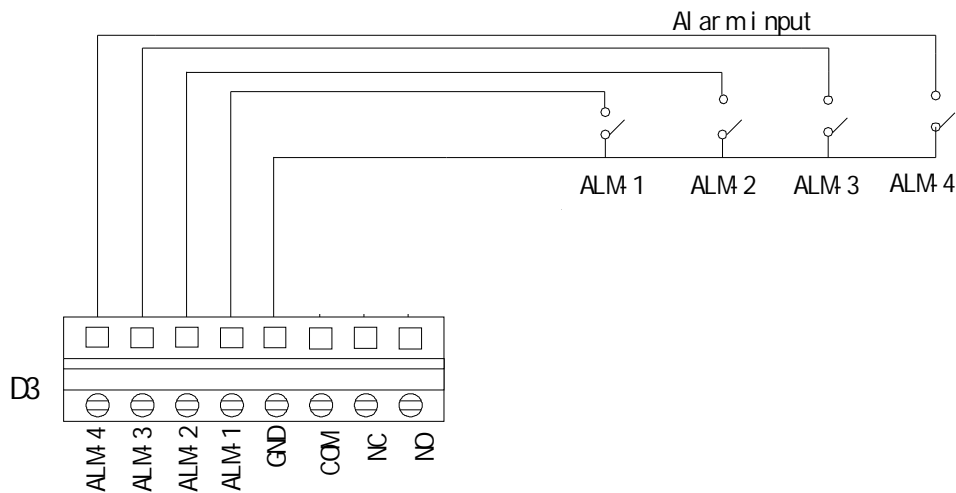 Alarm input
ALM-1 ALM-2 ALM-3 ALM-4
D3
ALM-4 ALM-3 ALM-2 ALM-1 GND COM NC NO